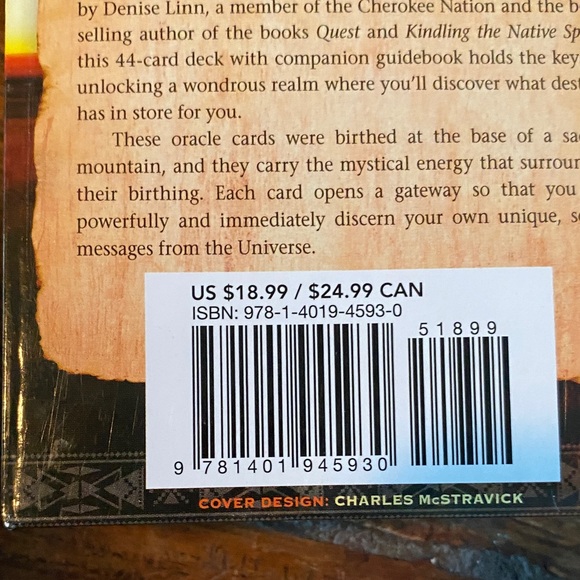 by Denise Linn, a member of the Cherokee Nation and the
selling author of the books Quest and Kindling the Native
this 44-card deck with companion guidebook holds the
unlocking a wondrous realm where you'll discover what
has in store for you.
These oracle cards were birthed at the base of a
mountain, and they carry the mystical energy that
their birthing. Each card opens a gateway so that you
powerfully and immediately discern your own unique,
messages from the Universe.
US $18.99 / $24.99 CAN
ISBN: 978-1-4019-4593-0
51899
9 781401 945930
COVER DESIGN: CHARLES McSTRAVICK